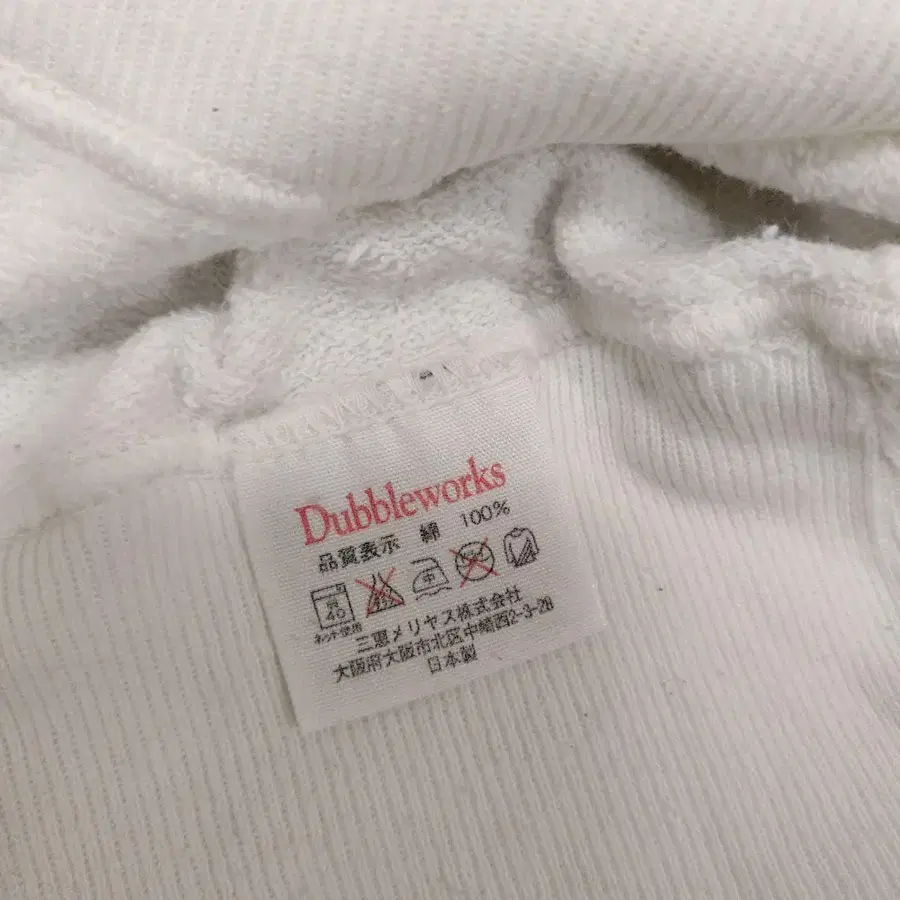 Dubbleworks
品質表示 綿 100%
40 中
ネット使用
三恵メリヤス株式会社
大阪府大阪市北区中崎西2-3-28
日本製